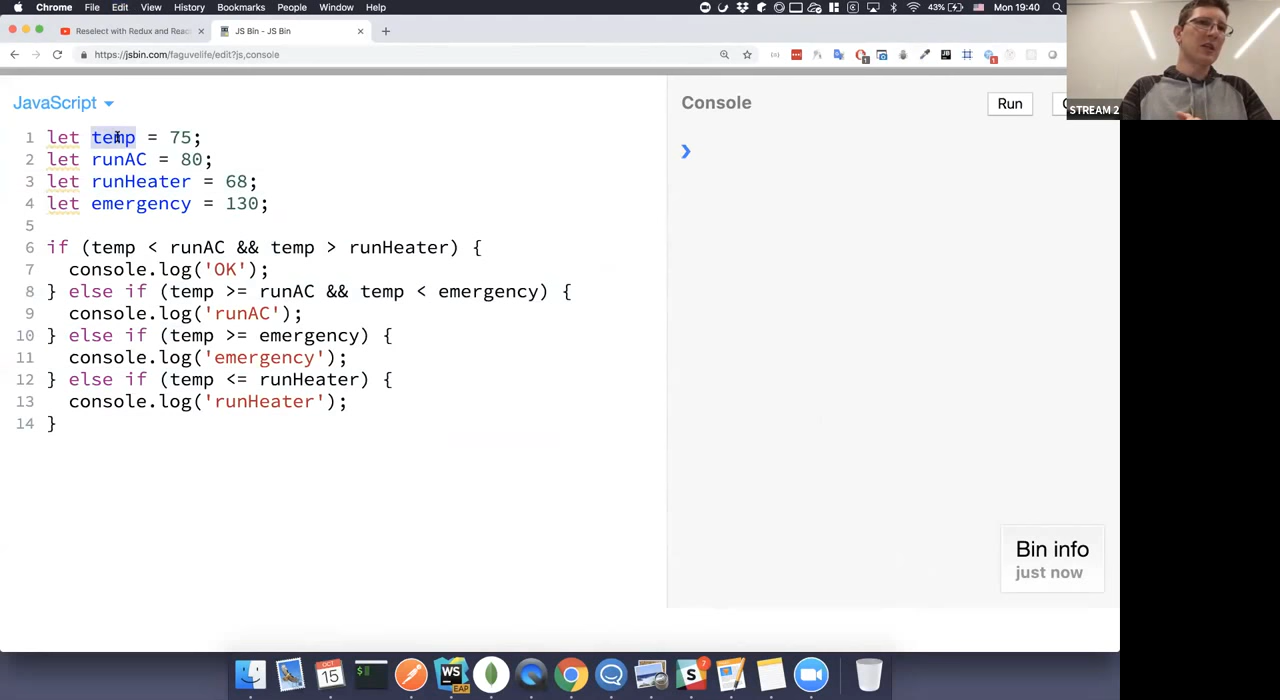 Chrome File Edit View History Bookmarks People Window Help 43% Mon 19:40
Reselect with Redux and Reac × JS Bin - JS Bin × +
https://jsbin.com/faguvelife/edit?js,console
STREAM 2
JavaScript
Console
Run
1 let temp = 75;
2 let runAC = 80;
3 let runHeater = 68;
4 let emergency = 130;
5
6 if (temp < runAC && temp > runHeater) {
7 console.log('OK');
8 } else if (temp >= runAC && temp < emergency) {
9 console.log('runAC');
10 } else if (temp >= emergency) {
11 console.log('emergency');
12 } else if (temp <= runHeater) {
13 console.log('runHeater');
14 }
Bin info
just now
OCT
15
WS
EAP
S
7